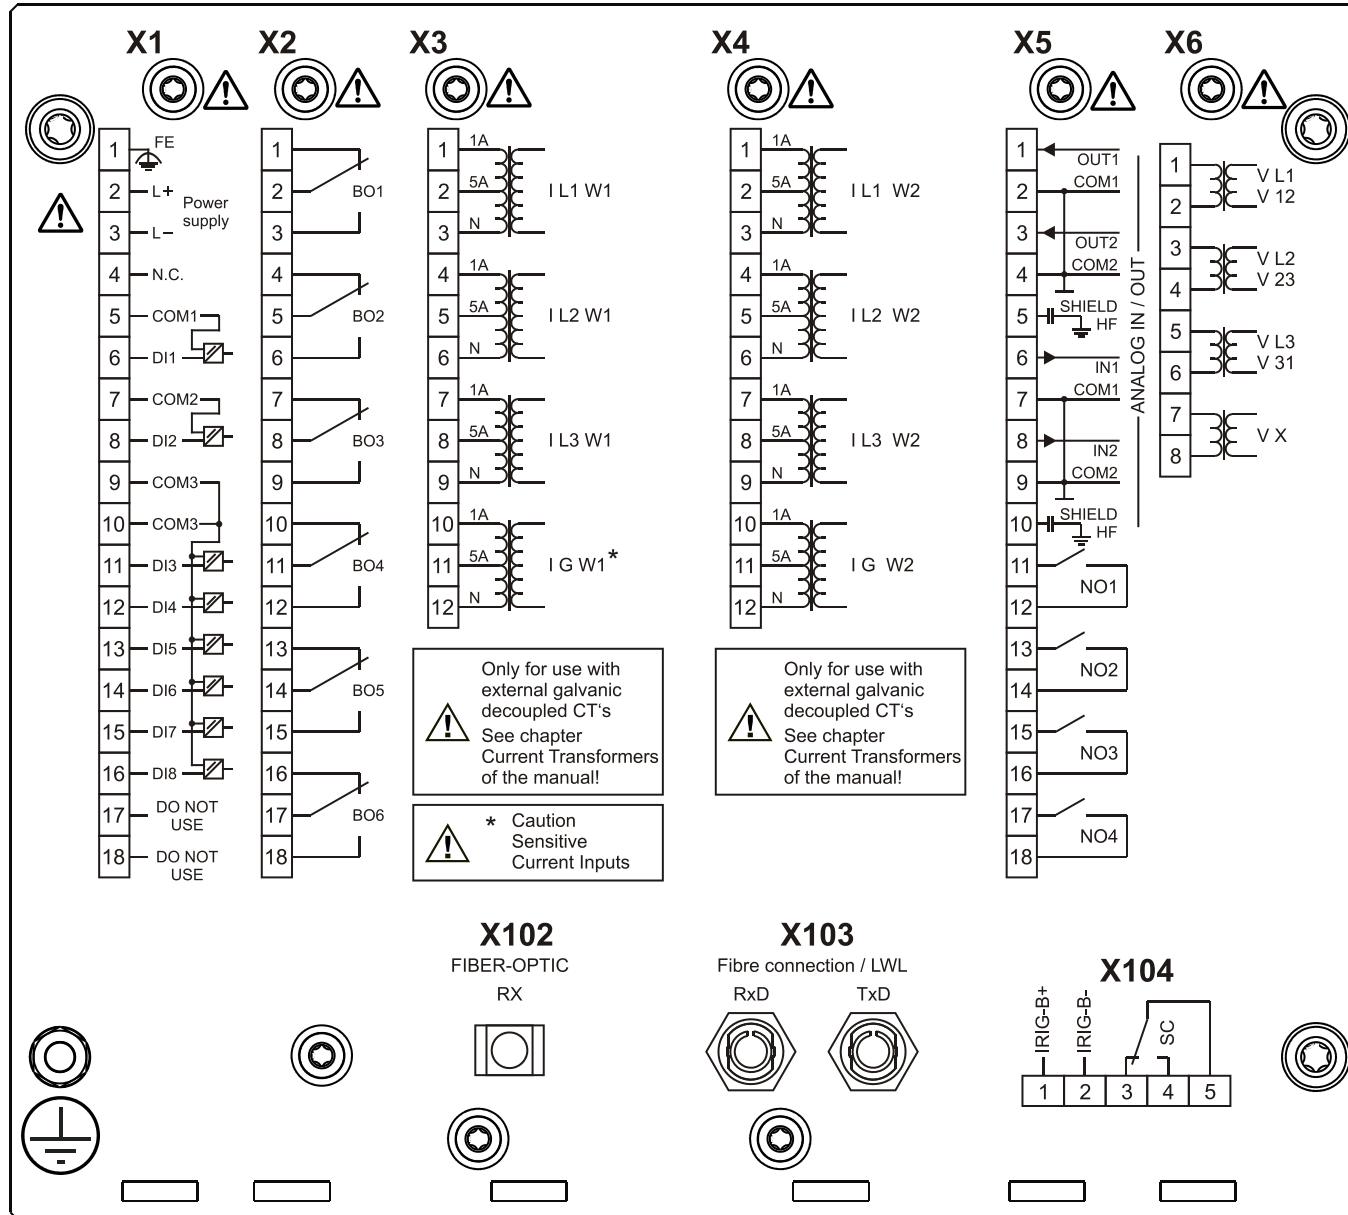 X1
X2
X3
X4
X5
X6
1 FE
2 L+
Power
supply
3 L–
4 N.C.
5 COM1
6 DI1
7 COM2
8 DI2
9 COM3
10 COM3
11 DI3
12 DI4
13 DI5
14 DI6
15 DI7
16 DI8
17 DO NOT
USE
18 DO NOT
USE
1
2 BO1
3
4
5 BO2
6
7
8 BO3
9
10
11 BO4
12
13
14 BO5
15
16
17 BO6
18
1 1A
2 5A I L1 W1
3 N
4 1A
5 5A I L2 W1
6 N
7 1A
8 5A I L3 W1
9 N
10 1A
11 5A I G W1*
12 N
Only for use with
external galvanic
decoupled CT‘s
See chapter
Current Transformers
of the manual!
* Caution
Sensitive
Current Inputs
1 1A
2 5A I L1 W2
3 N
4 1A
5 5A I L2 W2
6 N
7 1A
8 5A I L3 W2
9 N
10 1A
11 5A I G W2
12 N
Only for use with
external galvanic
decoupled CT‘s
See chapter
Current Transformers
of the manual!
1 OUT1
2 COM1
3 OUT2
4 COM2
5 SHIELD
HF
6 IN1
7 COM1
8 IN2
9 COM2
10 SHIELD
HF
ANALOG IN / OUT
11
NO1
12
13
NO2
14
15
NO3
16
17
NO4
18
1 V L1
2 V 12
3 V L2
4 V 23
5 V L3
6 V 31
7
V X
8
X102
FIBER-OPTIC
RX
X103
Fibre connection / LWL
RxD TxD
X104
IRIG-B+
IRIG-B-
SC
1 2 3 4 5